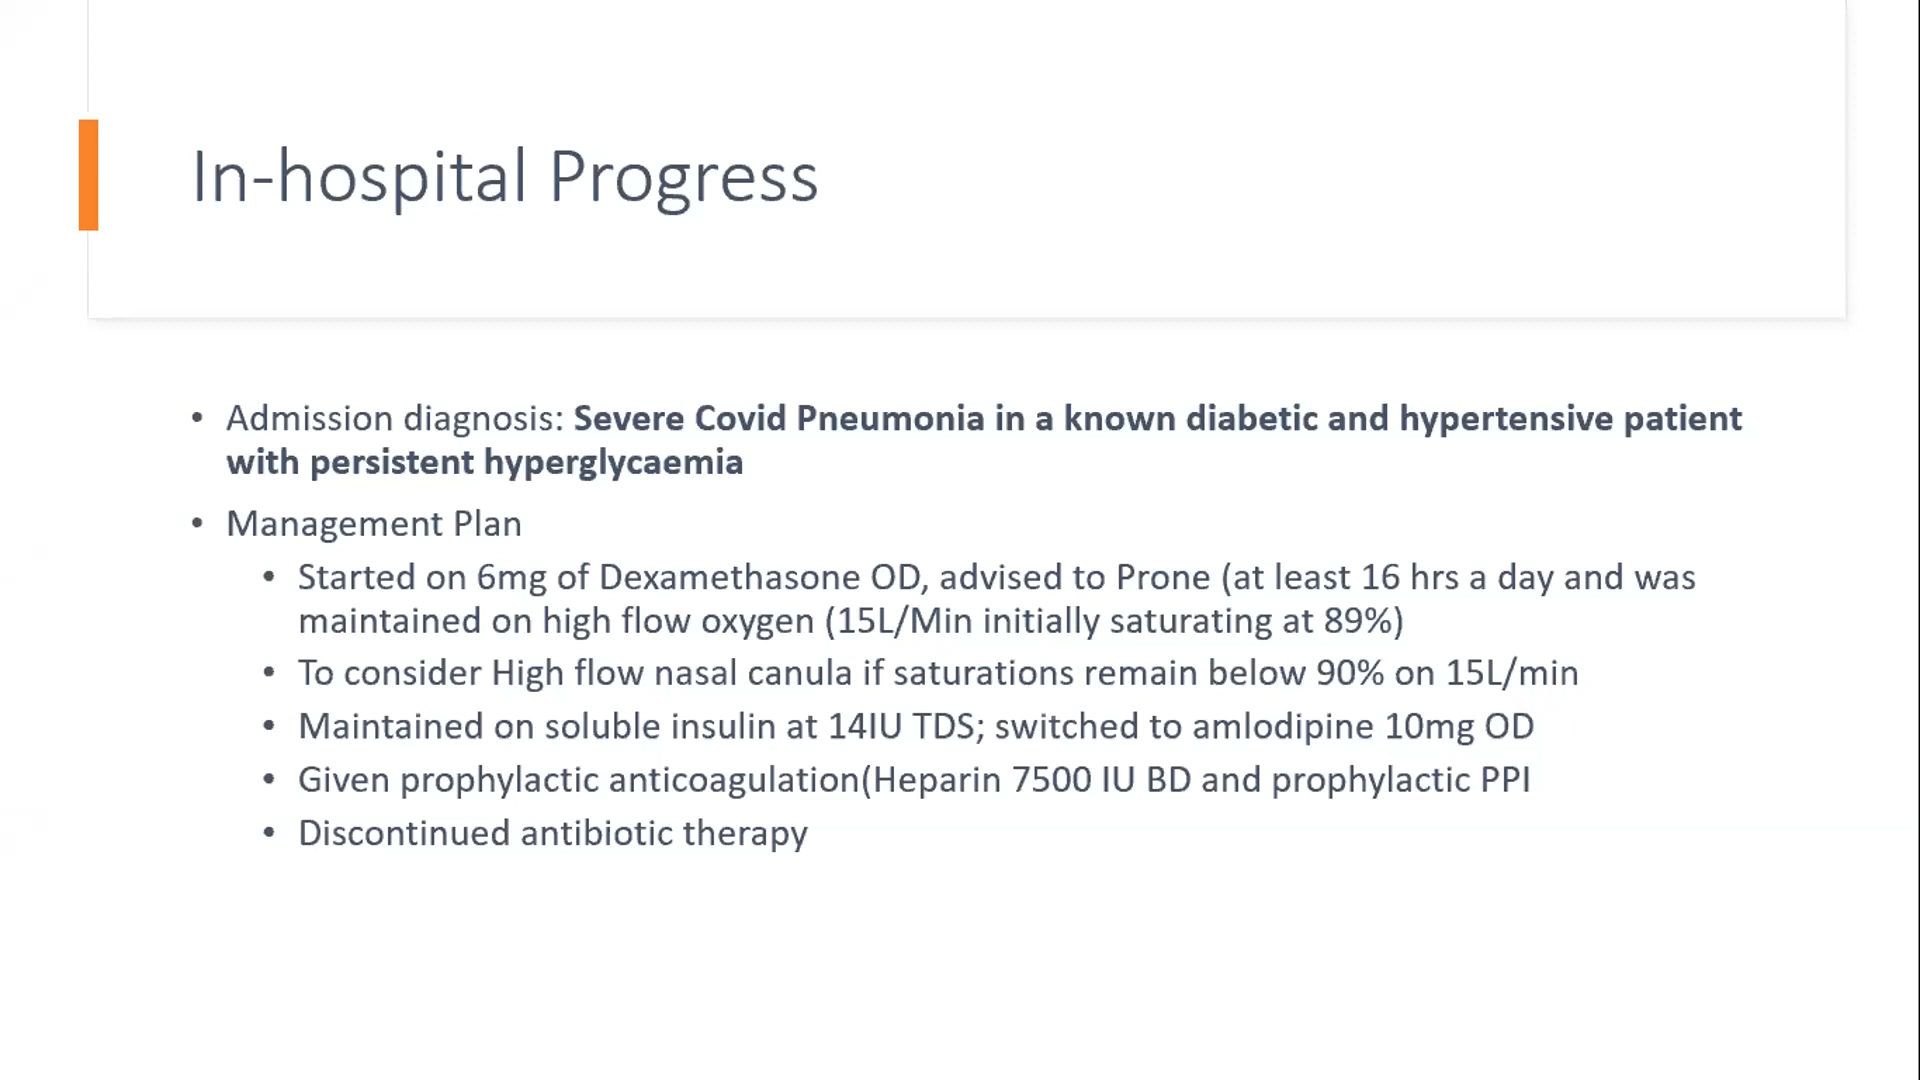 In-hospital Progress
• Admission diagnosis: Severe Covid Pneumonia in a known diabetic and hypertensive patient
with persistent hyperglycaemia
• Management Plan
• Started on 6mg of Dexamethasone OD, advised to Prone (at least 16 hrs a day and was
maintained on high flow oxygen (15L/Min initially saturating at 89%)
• To consider High flow nasal canula if saturations remain below 90% on 15L/min
• Maintained on soluble insulin at 14IU TDS; switched to amlodipine 10mg OD
• Given prophylactic anticoagulation(Heparin 7500 IU BD and prophylactic PPI
• Discontinued antibiotic therapy